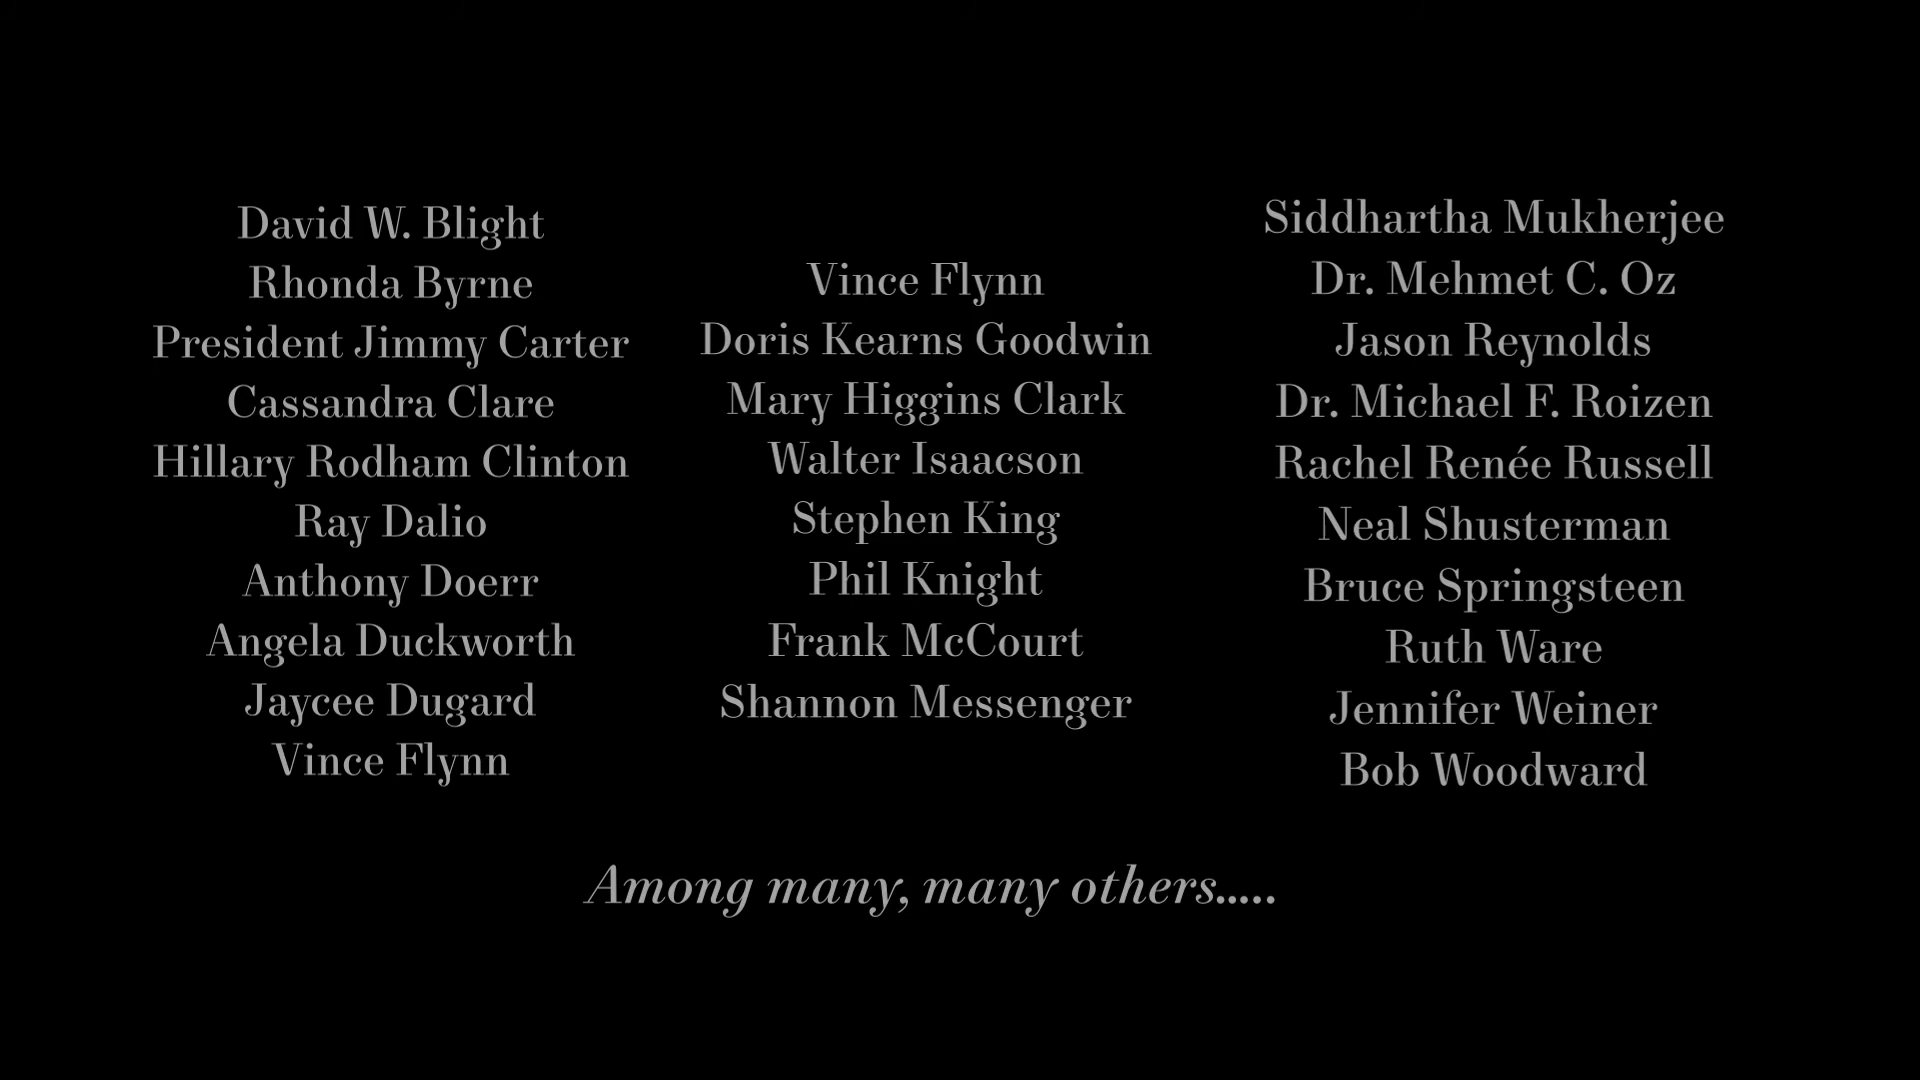 David W. Blight
Rhonda Byrne
President Jimmy Carter
Cassandra Clare
Hillary Rodham Clinton
Ray Dalio
Anthony Doerr
Angela Duckworth
Jaycee Dugard
Vince Flynn
Vince Flynn
Doris Kearns Goodwin
Mary Higgins Clark
Walter Isaacson
Stephen King
Phil Knight
Frank McCourt
Shannon Messenger
Siddhartha Mukherjee
Dr. Mehmet C. Oz
Jason Reynolds
Dr. Michael F. Roizen
Rachel Renée Russell
Neal Shusterman
Bruce Springsteen
Ruth Ware
Jennifer Weiner
Bob Woodward
Among many, many others.....